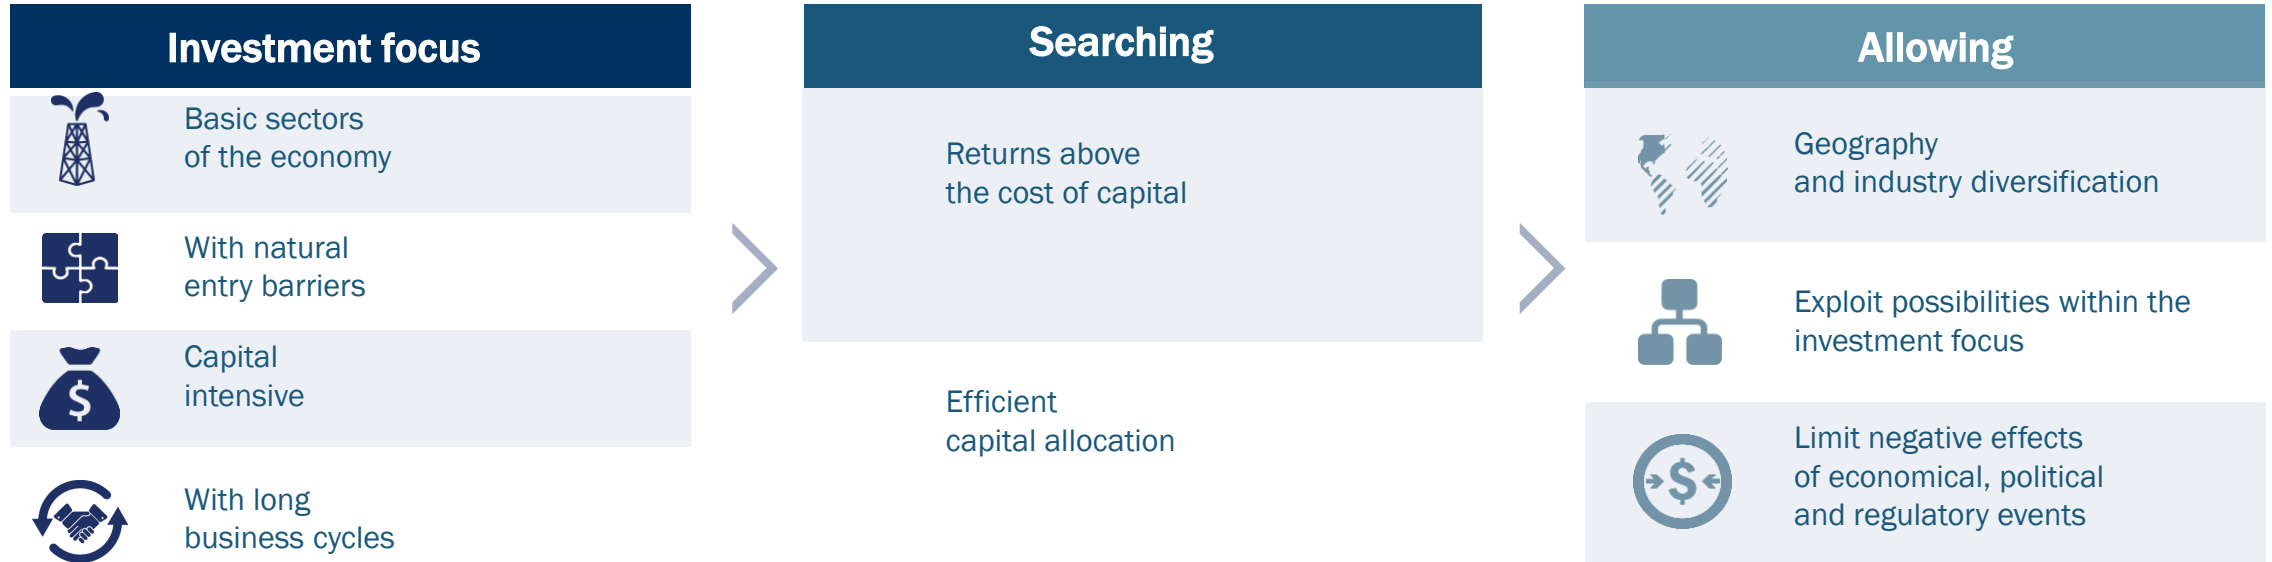 Investment focus
Basic sectors
of the economy
With natural
entry barriers
Capital
intensive
$
With long
business cycles
Searching
Returns above
the cost of capital
Efficient
capital allocation
Allowing
Geography
and industry diversification
Exploit possibilities within the
investment focus
Limit negative effects
of economical, political
and regulatory events
$